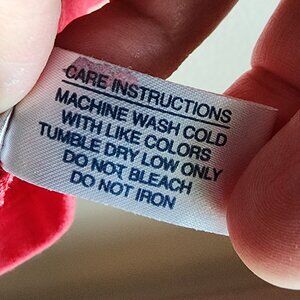 CARE INSTRUCTIONS
MACHINE WASH COLD
WITH LIKE COLORS
TUMBLE DRY LOW ONLY
DO NOT BLEACH
DO NOT IRON